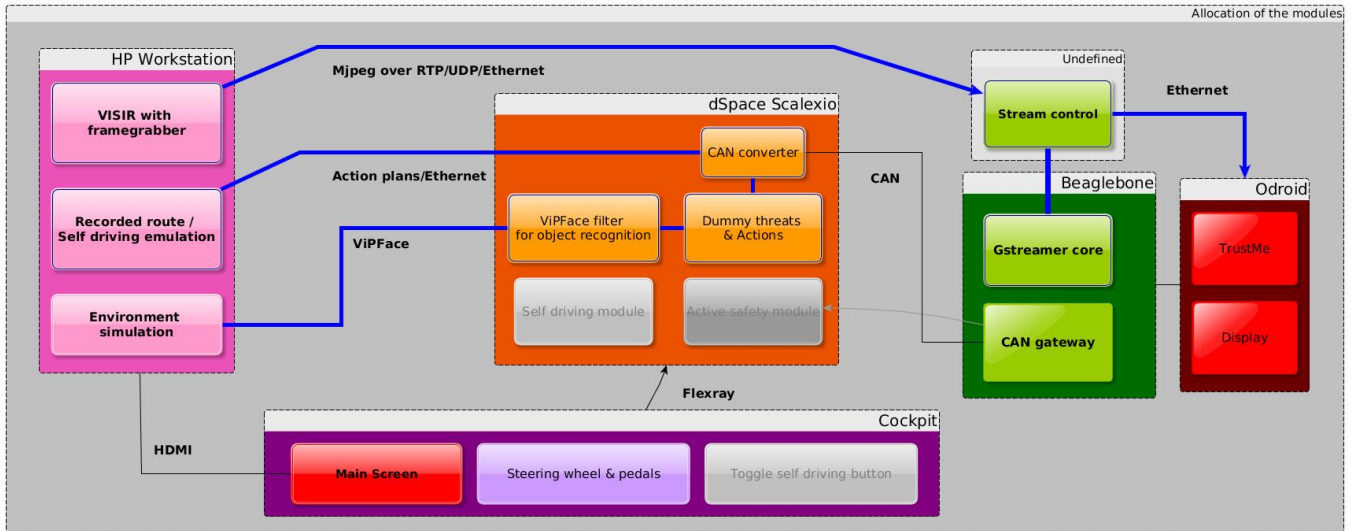 Allocation of the modules
HP Workstation
VISIR with
framegrabber
Recorded route /
Self driving emulation
Environment
simulation
Mjpeg over RTP/UDP/Ethernet
Action plans/Ethernet
ViPFace
dSpace Scalexio
CAN converter
ViPFace filter
for object recognition
Dummy threats
& Actions
Self driving module
Active safety module
CAN
Undefined
Stream control
Ethernet
Beaglebone
Gstreamer core
CAN gateway
Odroid
TrustMe
Display
Flexray
HDMI
Cockpit
Main Screen
Steering wheel & pedals
Toggle self driving button